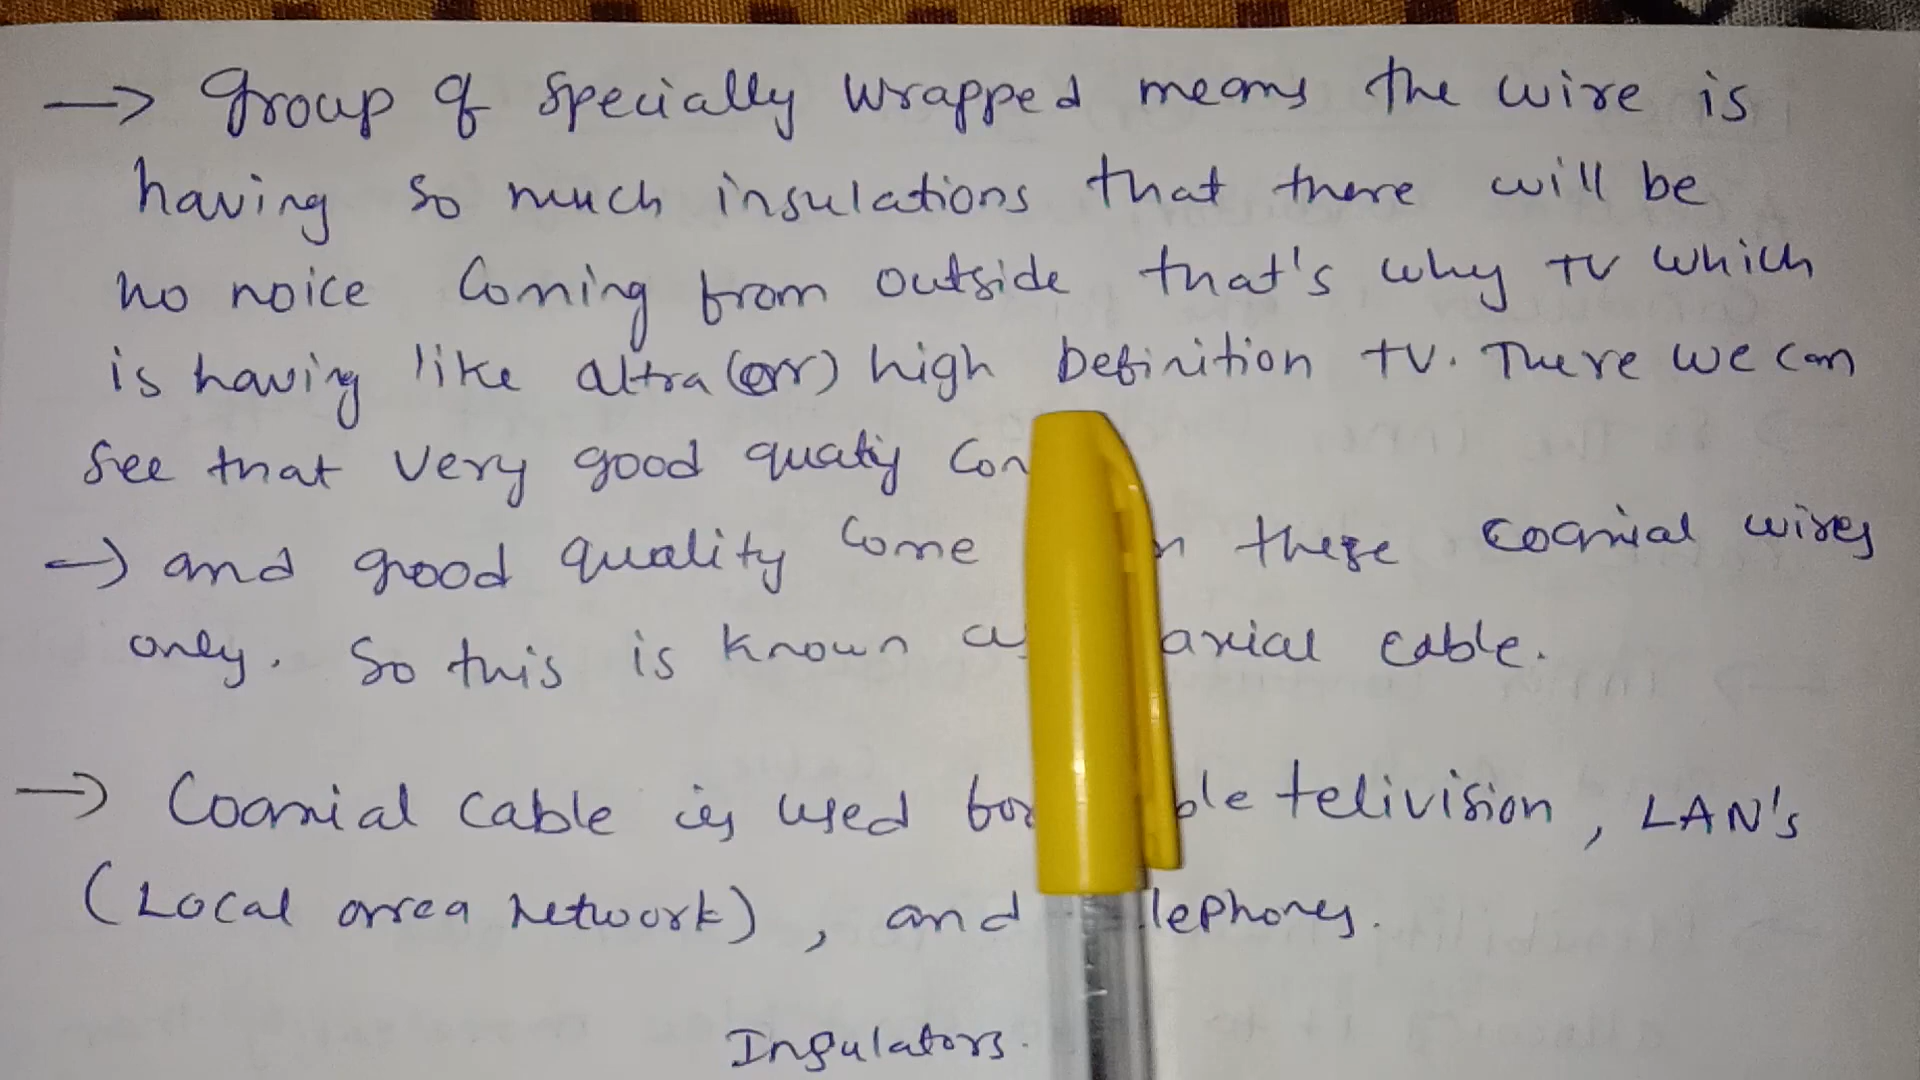 → Group of specially wrapped means the wire is
having so much insulations that there will be
no noice Coming from outside that's why TV which
is having like altra (or) high Definition TV. There we can
see that very good quality
→ and good quality Come these coaxial wires
only. So this is known as axial cable.
→ Coaxial cable is used for telivision, LAN's
(Local area Network), and
Insulators.